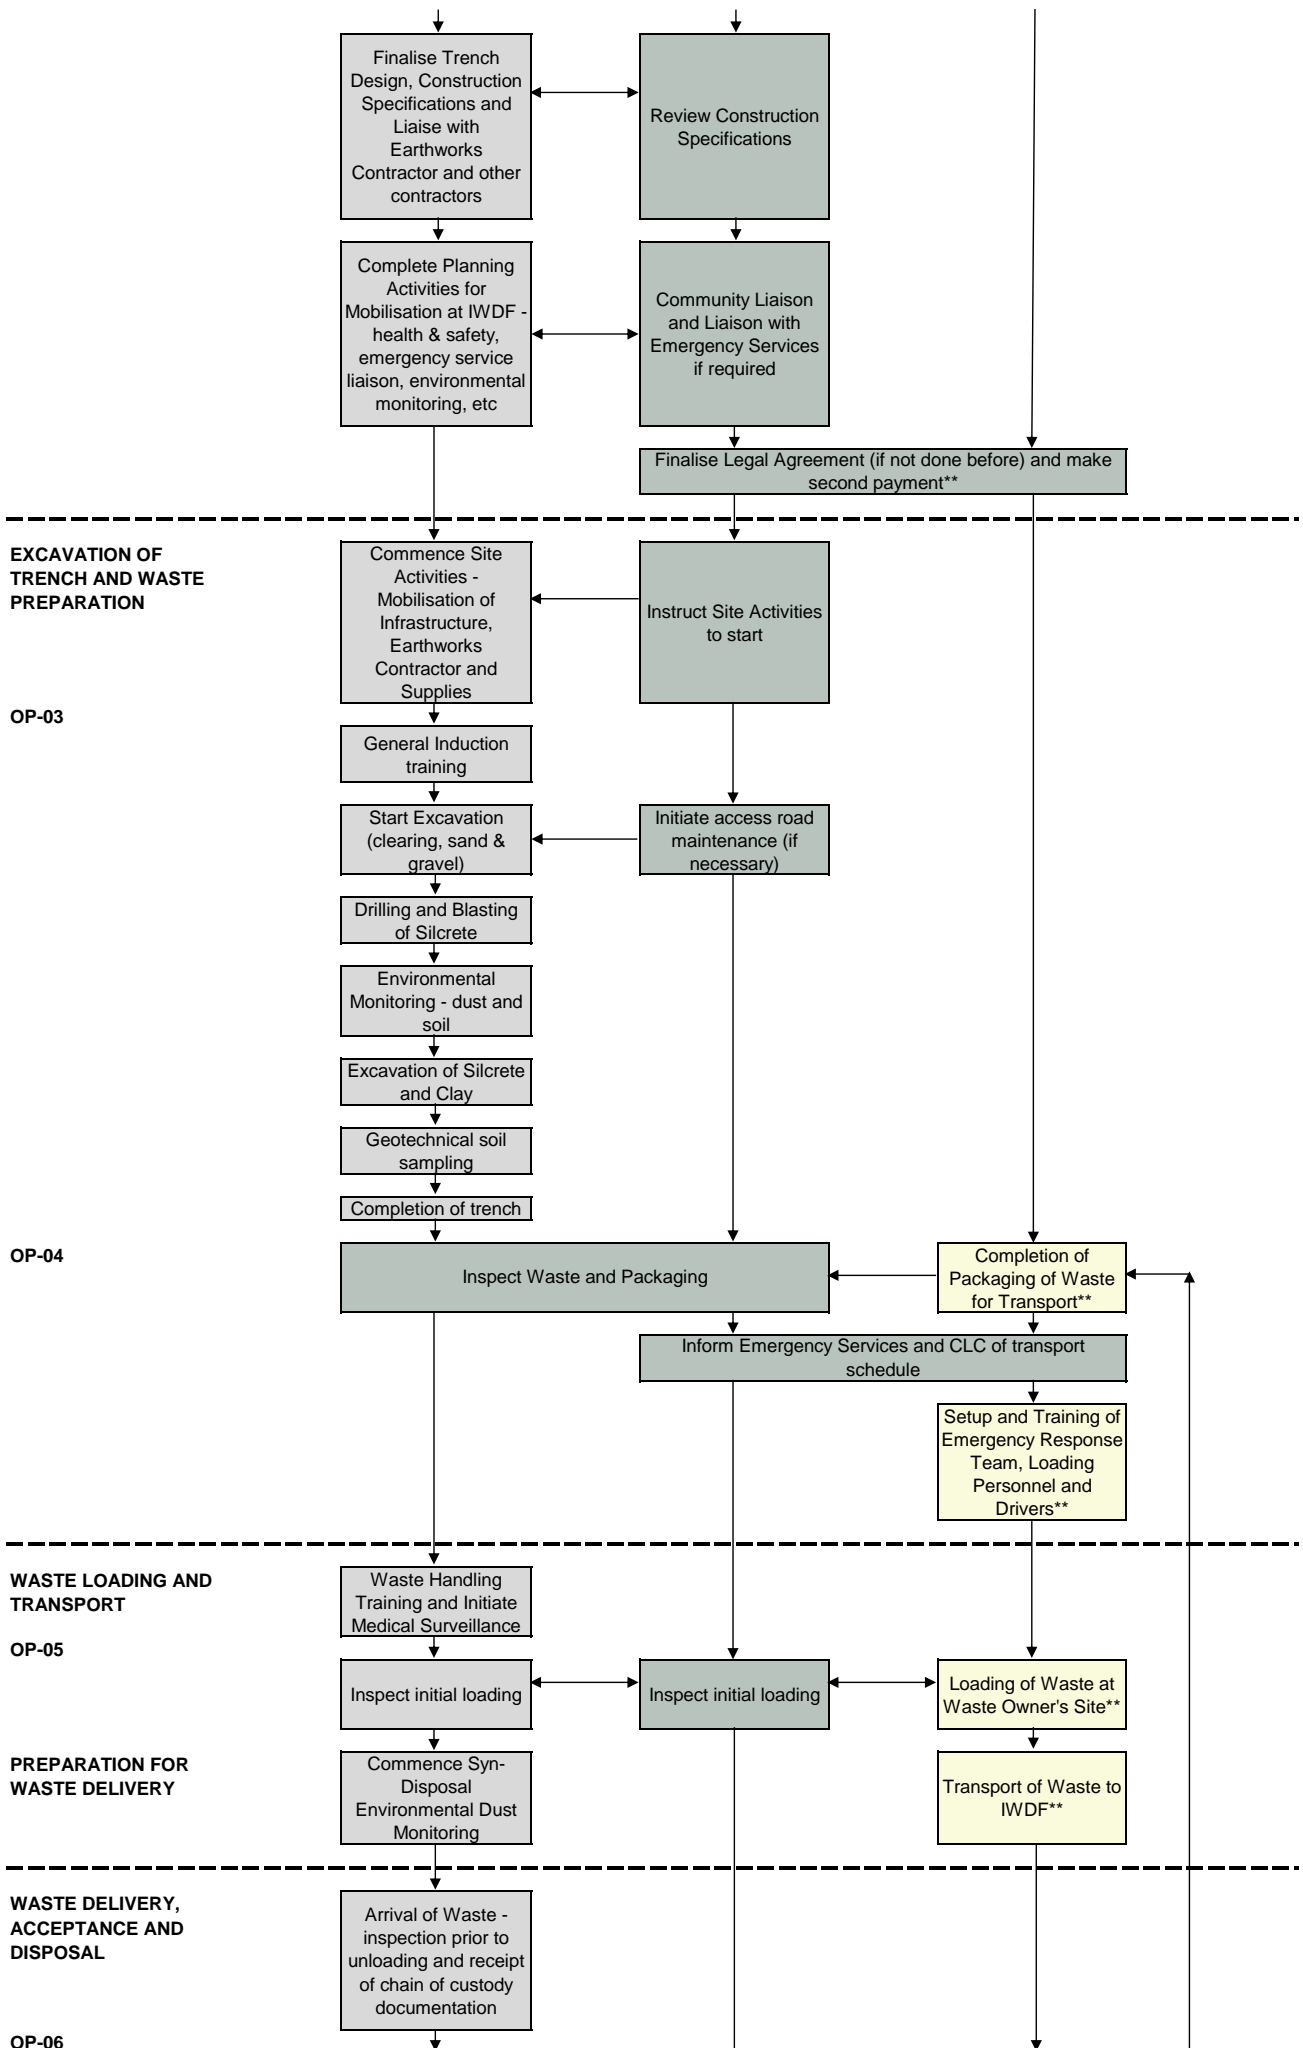 Finalise Trench
Design, Construction
Specifications and
Liaise with
Earthworks
Contractor and other
contractors
Review Construction
Specifications
Complete Planning
Activities for
Mobilisation at IWDF -
health & safety,
emergency service
liaison, environmental
monitoring, etc
Community Liaison
and Liaison with
Emergency Services
if required
Finalise Legal Agreement (if not done before) and make
second payment**
EXCAVATION OF
TRENCH AND WASTE
PREPARATION
Commence Site
Activities -
Mobilisation of
Infrastructure,
Earthworks
Contractor and
Supplies
Instruct Site Activities
to start
OP-03
General Induction
training
Start Excavation
(clearing, sand &
gravel)
Initiate access road
maintenance (if
necessary)
Drilling and Blasting
of Silcrete
Environmental
Monitoring - dust and
soil
Excavation of Silcrete
and Clay
Geotechnical soil
sampling
Completion of trench
OP-04
Inspect Waste and Packaging
Completion of
Packaging of Waste
for Transport**
Inform Emergency Services and CLC of transport
schedule
Setup and Training of
Emergency Response
Team, Loading
Personnel and
Drivers**
WASTE LOADING AND
TRANSPORT
Waste Handling
Training and Initiate
Medical Surveillance
OP-05
Inspect initial loading
Inspect initial loading
Loading of Waste at
Waste Owner's Site**
PREPARATION FOR
WASTE DELIVERY
Commence Syn-
Disposal
Environmental Dust
Monitoring
Transport of Waste to
IWDF**
WASTE DELIVERY,
ACCEPTANCE AND
DISPOSAL
Arrival of Waste -
inspection prior to
unloading and receipt
of chain of custody
documentation
OP-06